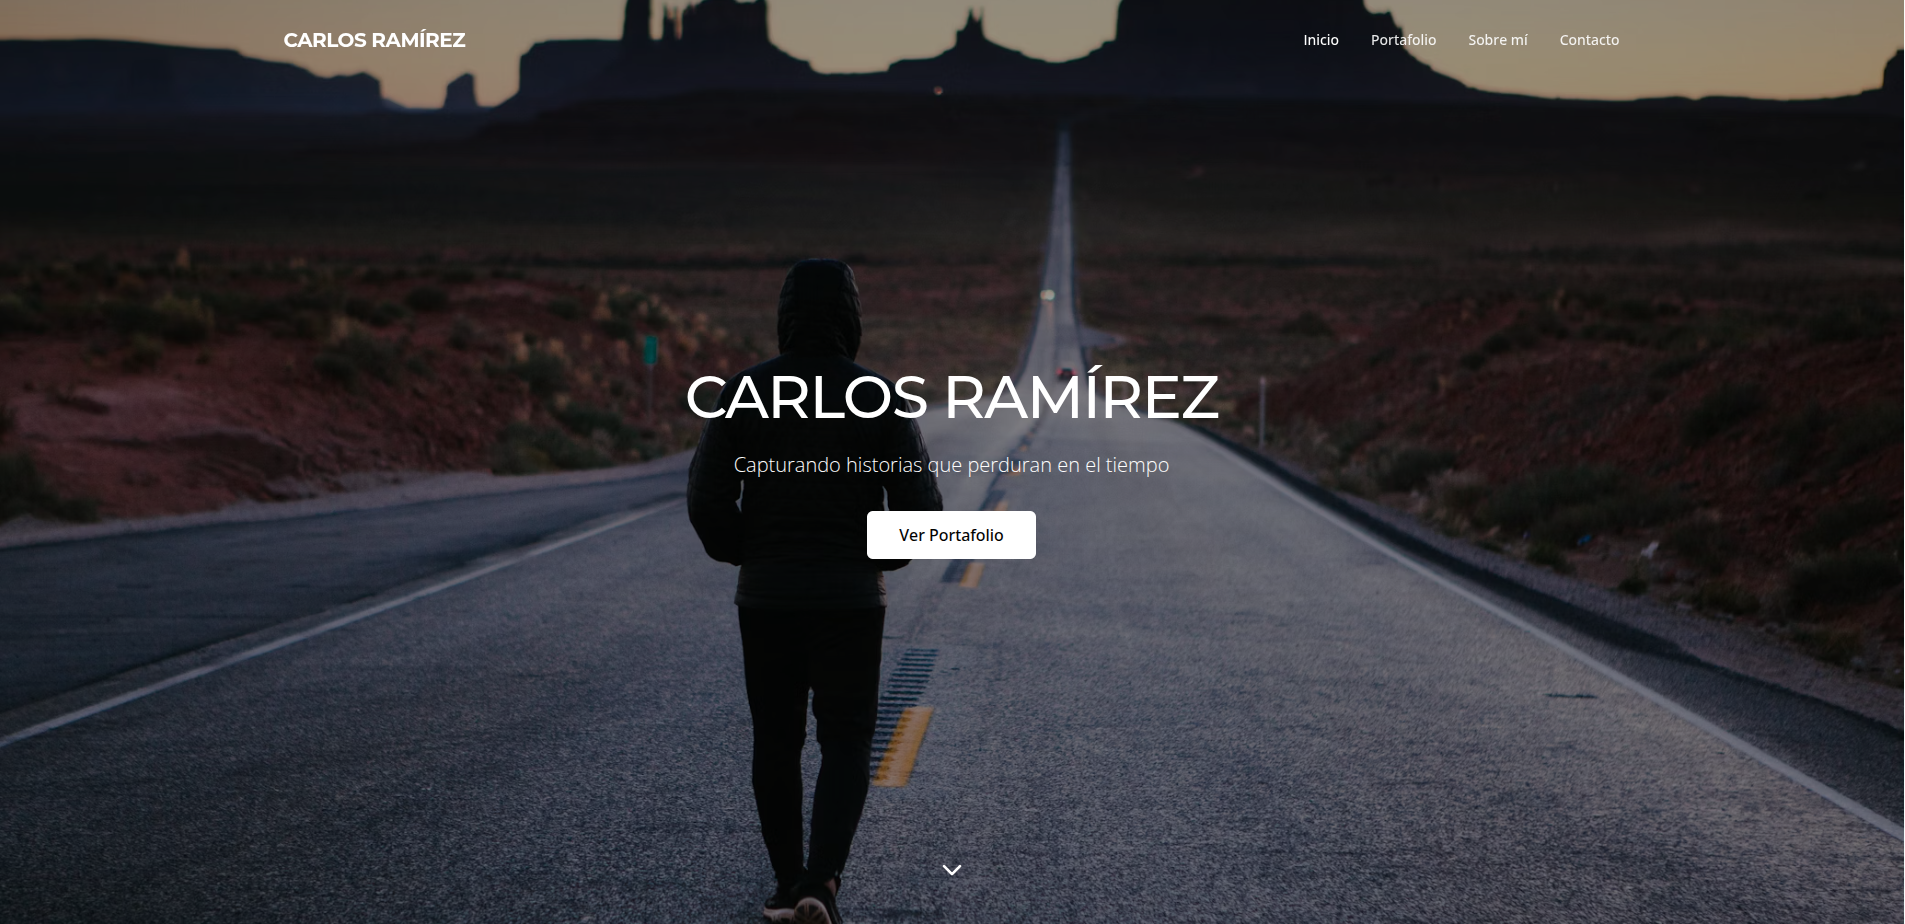 CARLOS RAMÍREZ
Inicio Portafolio Sobre mí Contacto
CARLOS RAMÍREZ
Capturando historias que perduran en el tiempo
Ver Portafolio